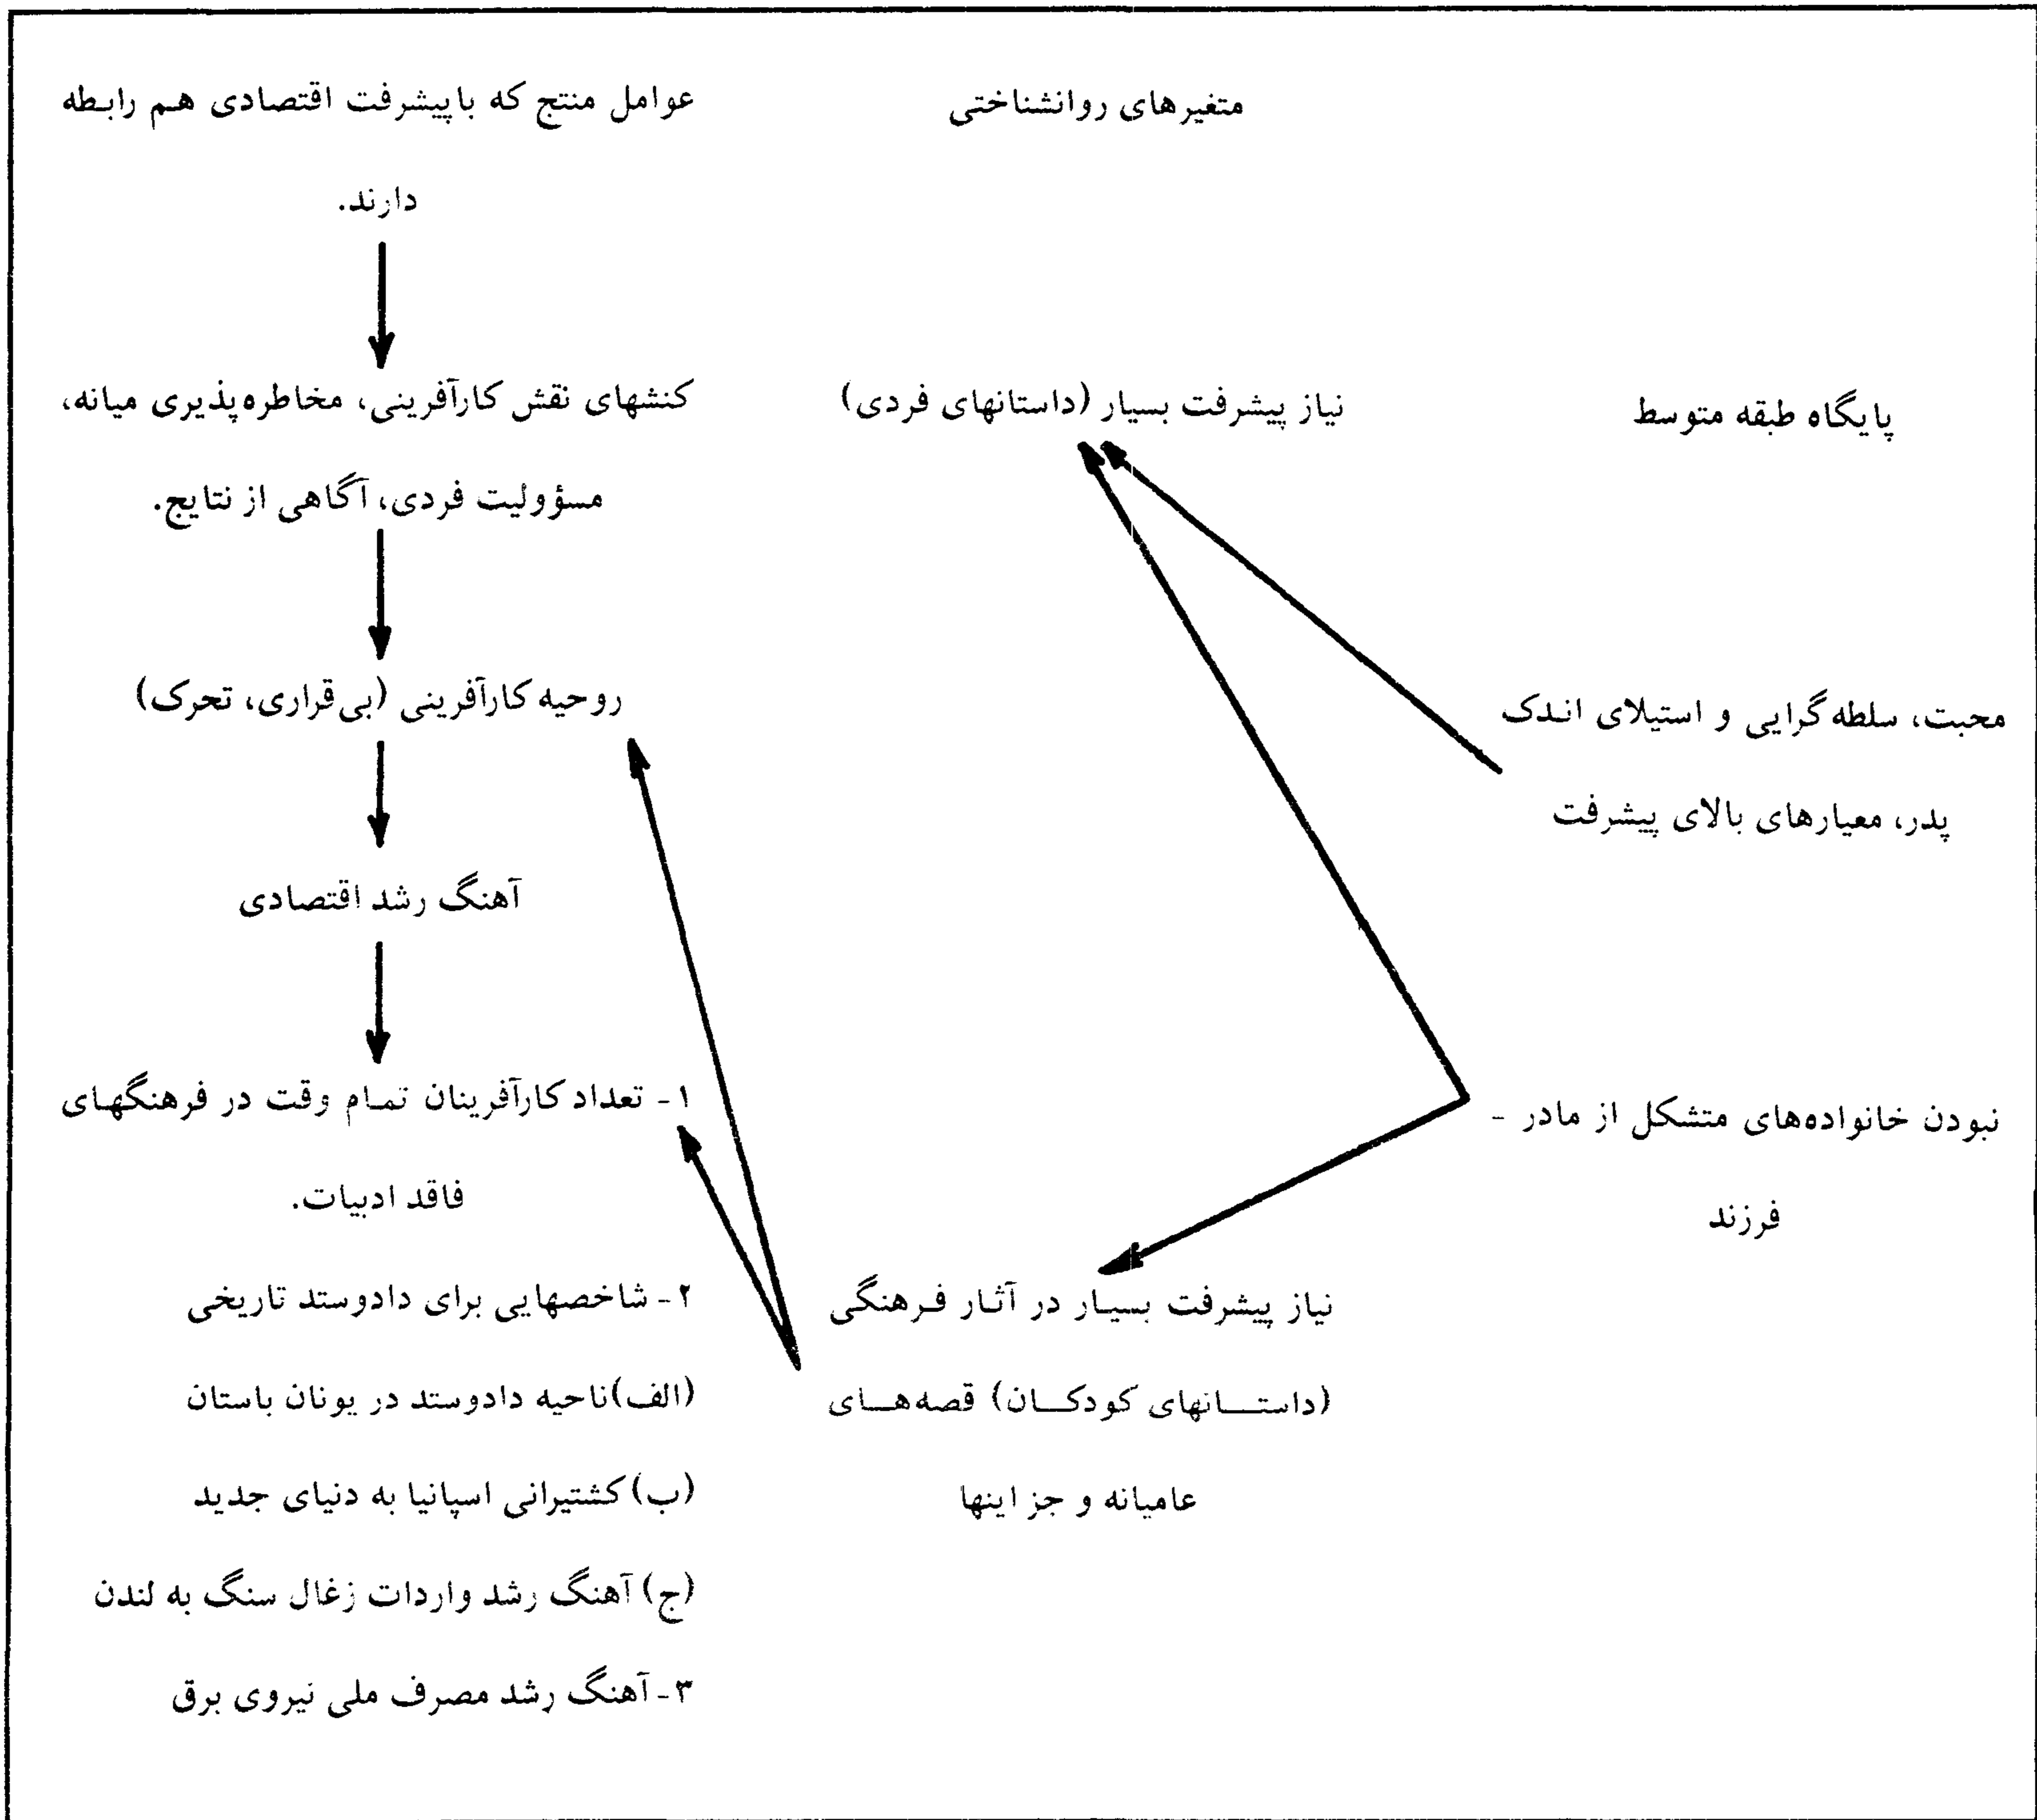 متغیرهای روانشناختی
عوامل منتج که با پیشرفت اقتصادی هم رابطه
دارند.
پایگاه طبقه متوسط
نیاز پیشرفت بسیار (داستانهای فردی)
کنشهای نقش کارآفرینی، مخاطره‌پذیری میانه،
مسؤولیت فردی، آگاهی از نتایج.
محبت، سلطه‌گرایی و استیلای اندک
پدر، معیارهای بالای پیشرفت
روحیه کارآفرینی (بی‌قراری، تحرک)
آهنگ رشد اقتصادی
نبودن خانواده‌های متشکل از مادر -
فرزند
نیاز پیشرفت بسیار در آثار فرهنگی
(داستانهای کودکان) قصه‌های
عامیانه و جز اینها
۱- تعداد کارآفرینان تمام وقت در فرهنگهای
فاقد ادبیات.
۲- شاخصهایی برای دادوستد تاریخی
(الف) ناحیه دادوستد در یونان باستان
(ب) کشتیرانی اسپانیا به دنیای جدید
(ج) آهنگ رشد واردات زغال سنگ به لندن
۳- آهنگ رشد مصرف ملی نیروی برق